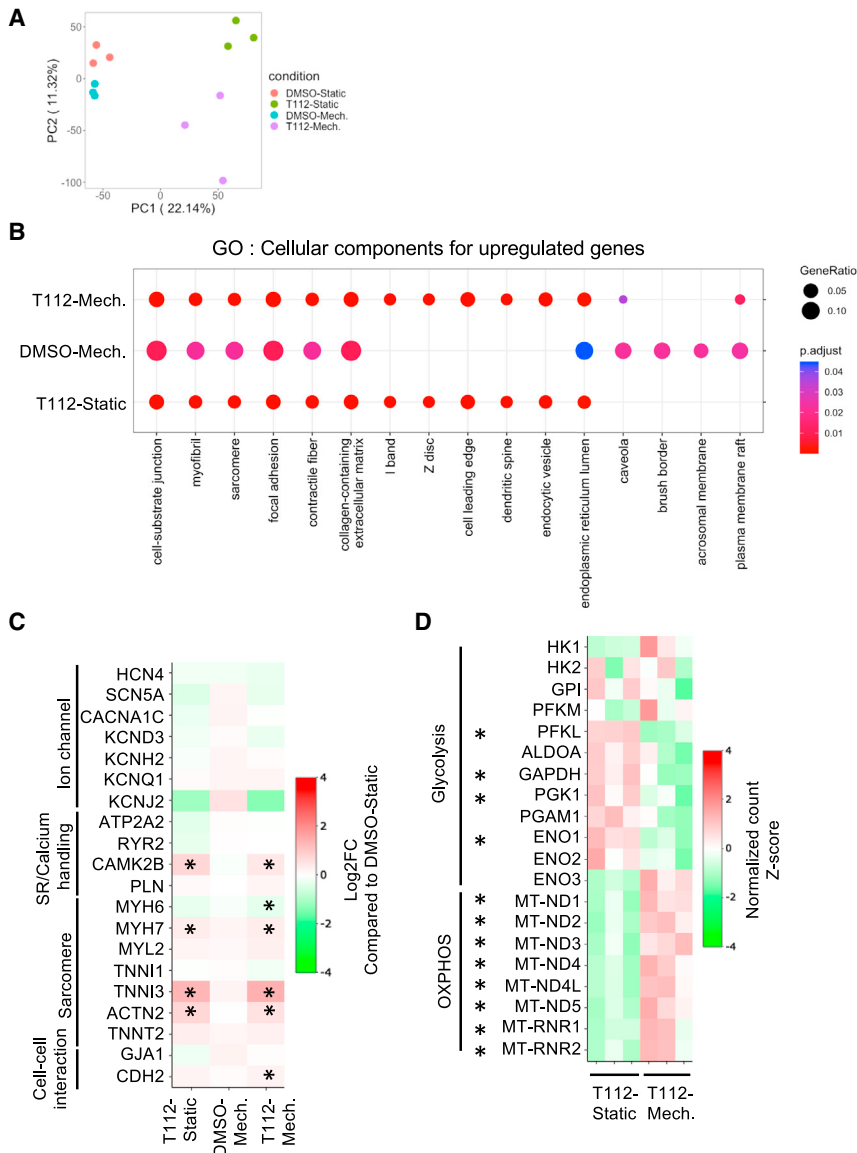 A
50
0
-50
-100
PC2 ( 11.32%)
-50
0
50
PC1 ( 22.14%)
condition
DMSO-Static
T112-Static
DMSO-Mech.
T112-Mech.
B
GO : Cellular components for upregulated genes
T112-Mech.
DMSO-Mech.
T112-Static
cell-substrate junction
myofibril
sarcomere
focal adhesion
contractile fiber
collagen-containing
extracellular matrix
I band
Z disc
cell leading edge
dendritic spine
endocytic vesicle
endoplasmic reticulum lumen
caveola
brush border
acrosomal membrane
plasma membrane raft
GeneRatio
0.05
0.10
p.adjust
0.04
0.03
0.02
0.01
C
Ion channel
HCN4
SCN5A
CACNA1C
KCND3
KCNH2
KCNQ1
KCNJ2
SR/Calcium
handling
ATP2A2
RYR2
CAMK2B * *
PLN
Sarcomere
MYH6 *
MYH7 * *
MYL2
TNNI1
TNNI3 * *
ACTN2 * *
TNNT2
Cell-cell
interaction
GJA1
CDH2 *
T112-
Static
DMSO-
Mech.
T112-
Mech.
4
2
0
-2
-4
Log2FC
Compared to DMSO-Static
D
Glycolysis
HK1
HK2
GPI
PFKM
* PFKL
ALDOA
* GAPDH
* PGK1
PGAM1
* ENO1
ENO2
ENO3
OXPHOS
* MT-ND1
* MT-ND2
* MT-ND3
* MT-ND4
* MT-ND4L
* MT-ND5
* MT-RNR1
* MT-RNR2
T112-
Static
T112-
Mech.
4
2
0
-2
-4
Normalized count
Z-score